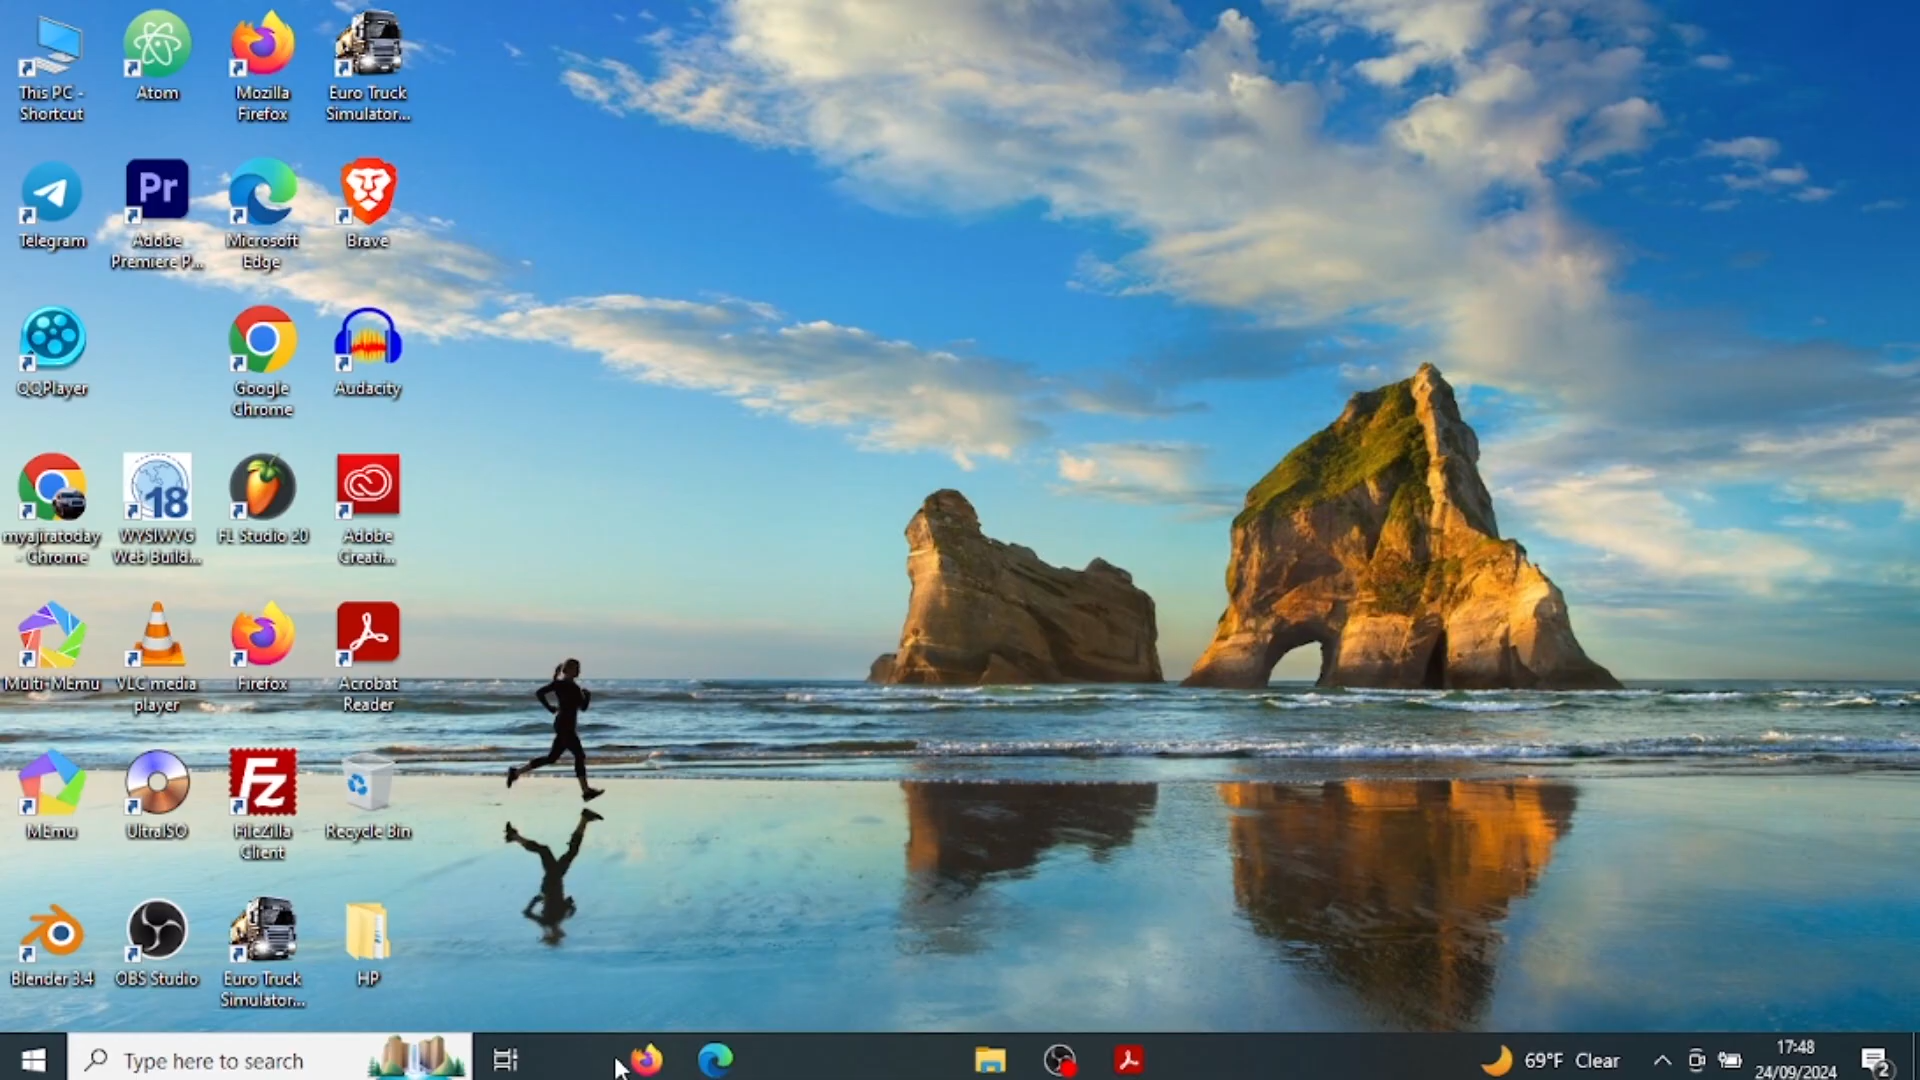 This PC -
Shortcut
Atom
Mozilla
Firefox
Euro Truck
Simulator...
Telegram
Pr
Adobe
Premiere P...
Microsoft
Edge
Brave
QQPlayer
Google
Chrome
Audacity
myajiratoday
- Chrome
18
WYSIWYG
Web Build...
FL Studio 20
Adobe
Creati...
Multi-MEmu
VLC media
player
Firefox
Acrobat
Reader
MEmu
UltraISO
Fz
FileZilla
Client
Recycle Bin
Blender 3.4
OBS Studio
Euro Truck
Simulator...
HP
Type here to search
69°F Clear
17:48
24/09/2024
2